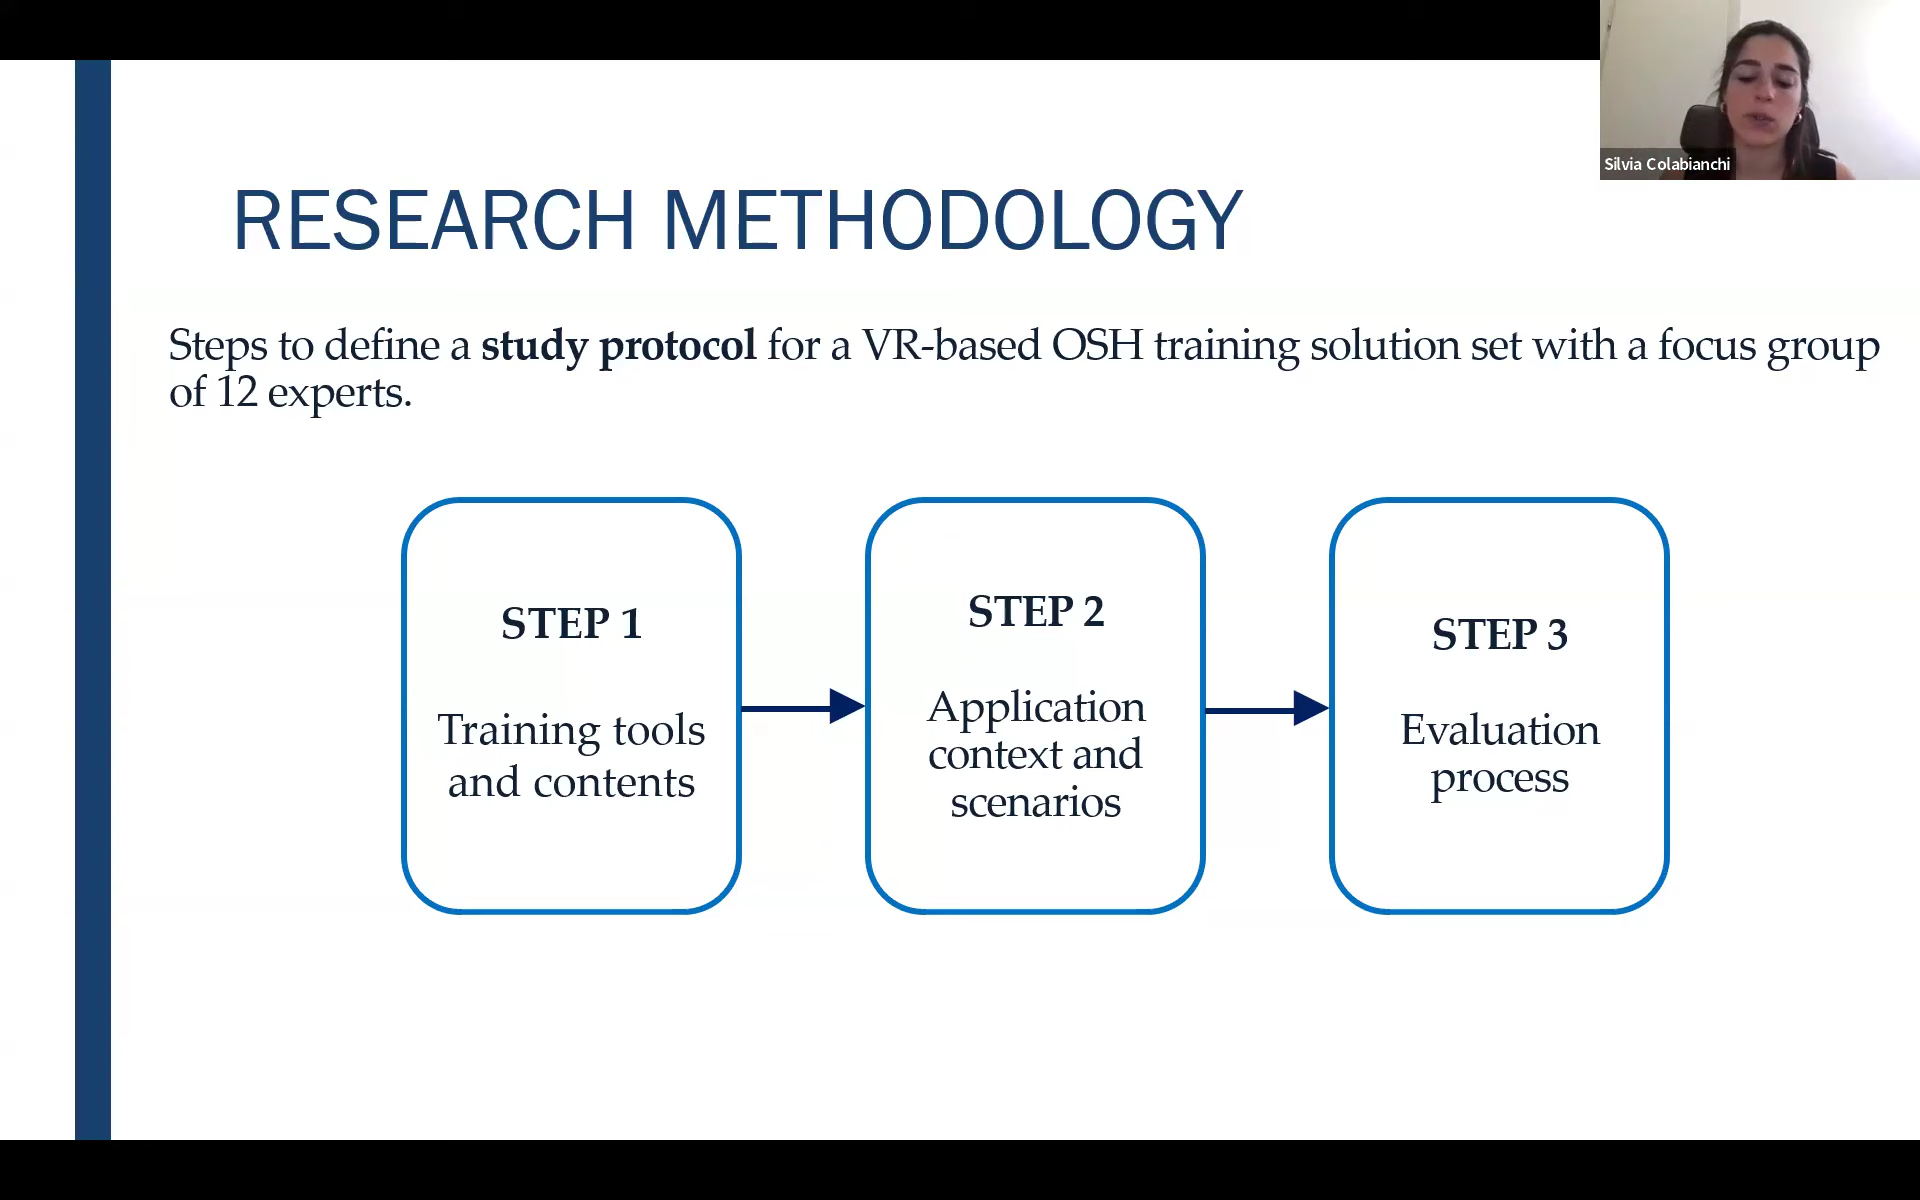 Silvia Colabianchi
RESEARCH METHODOLOGY
Steps to define a study protocol for a VR-based OSH training solution set with a focus group
of 12 experts.
STEP 1
Training tools
and contents
STEP 2
Application
context and
scenarios
STEP 3
Evaluation
process